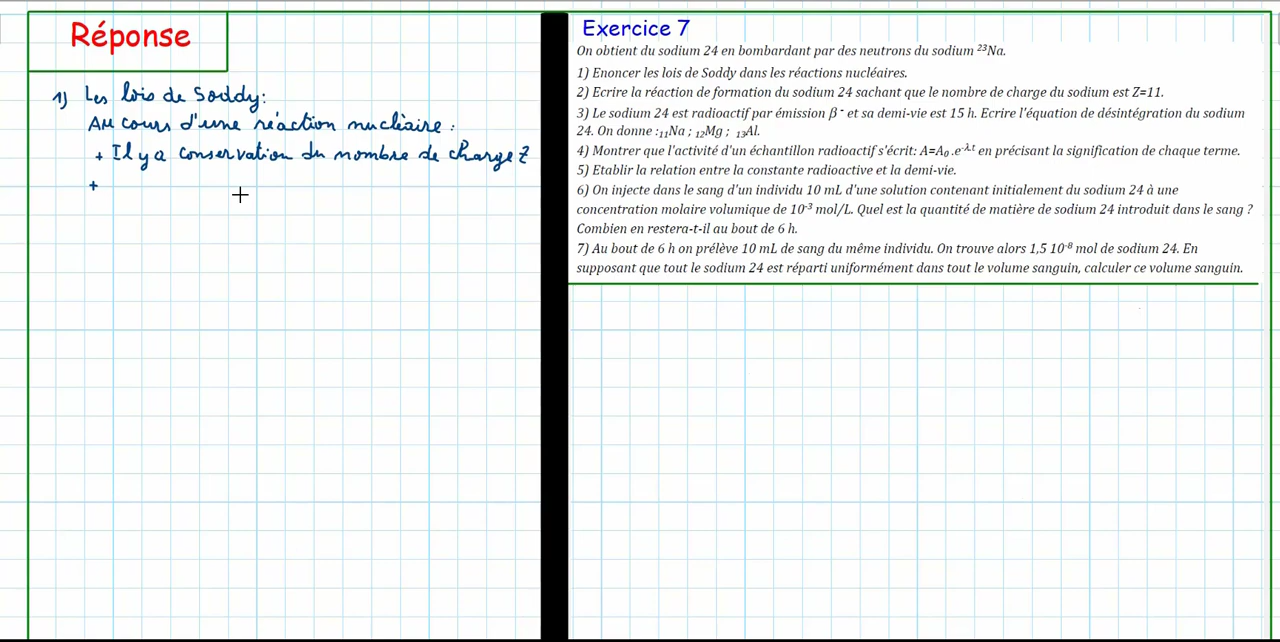 Réponse
1) Les lois de Soddy:
Au cours d'une réaction nucléaire :
+ Il y a conservation du nombre de charge Z
+
Exercice 7
On obtient du sodium 24 en bombardant par des neutrons du sodium ²³Na.
1) Enoncer les lois de Soddy dans les réactions nucléaires.
2) Ecrire la réaction de formation du sodium 24 sachant que le nombre de charge du sodium est Z=11.
3) Le sodium 24 est radioactif par émission β⁻ et sa demi-vie est 15 h. Ecrire l'équation de désintégration du sodium
24. On donne :₁₁Na ; ₁₂Mg ; ₁₃Al.
4) Montrer que l'activité d'un échantillon radioactif s'écrit: A=A₀ .e^-λ.t en précisant la signification de chaque terme.
5) Etablir la relation entre la constante radioactive et la demi-vie.
6) On injecte dans le sang d'un individu 10 mL d'une solution contenant initialement du sodium 24 à une
concentration molaire volumique de 10⁻³ mol/L. Quel est la quantité de matière de sodium 24 introduit dans le sang ?
Combien en restera-t-il au bout de 6 h.
7) Au bout de 6 h on prélève 10 mL de sang du même individu. On trouve alors 1,5 10⁻⁸ mol de sodium 24. En
supposant que tout le sodium 24 est réparti uniformément dans tout le volume sanguin, calculer ce volume sanguin.